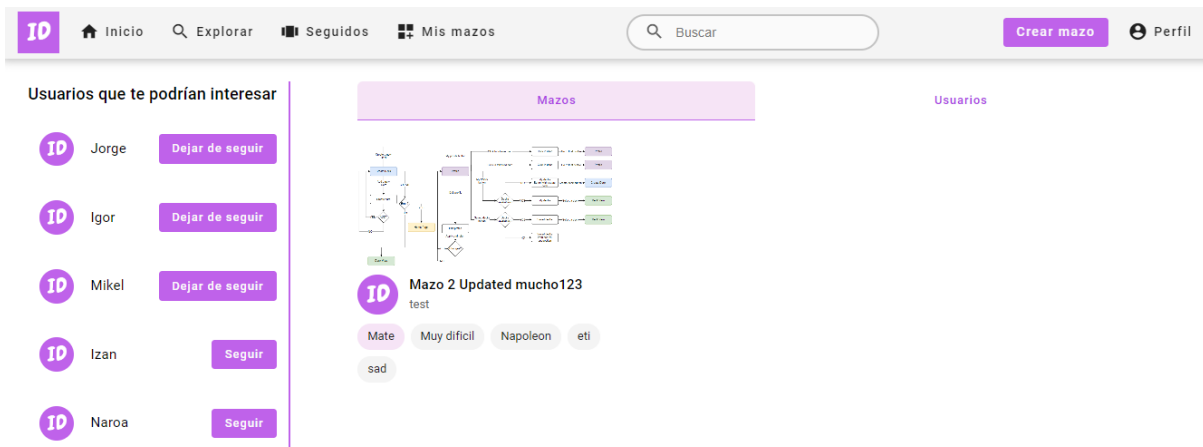 ID Inicio Explorar Seguidos Mis mazos Buscar Crear mazo Perfil
Usuarios que te podrían interesar
ID Jorge Dejar de seguir
ID Igor Dejar de seguir
ID Mikel Dejar de seguir
ID Izan Seguir
ID Naroa Seguir
Mazos Usuarios
ID Mazo 2 Updated mucho123
test
Mate Muy dificil Napoleon eti
sad